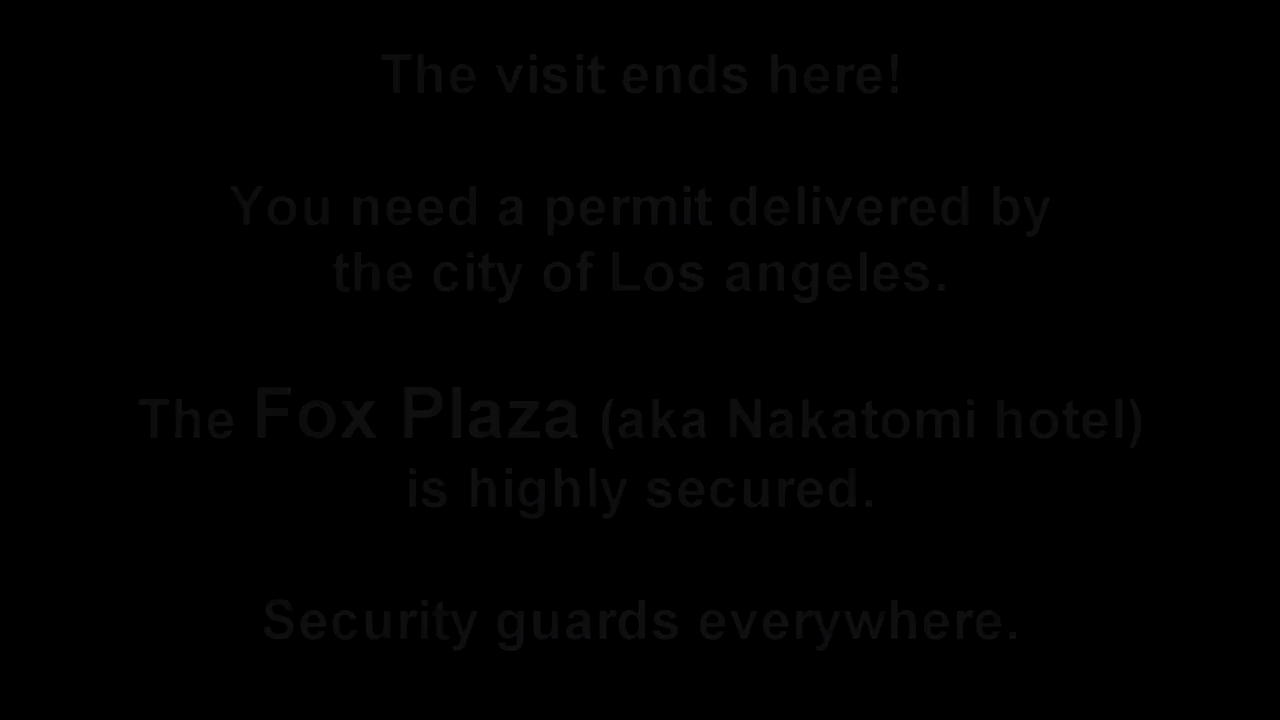 The visit ends here!
You need a permit delivered by
the city of Los angeles.
The Fox Plaza (aka Nakatomi hotel)
is highly secured.
Security guards everywhere.